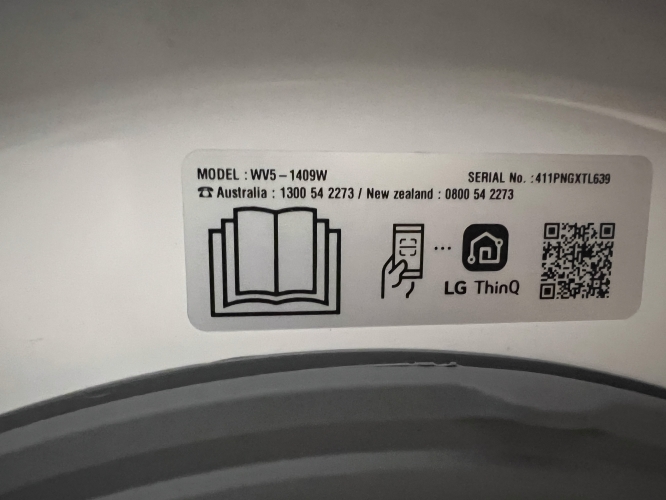 MODEL : WV5-1409W
SERIAL No. : 411PNGXTL639
☎ Australia : 1300 54 2273 / New zealand : 0800 54 2273
LG ThinQ